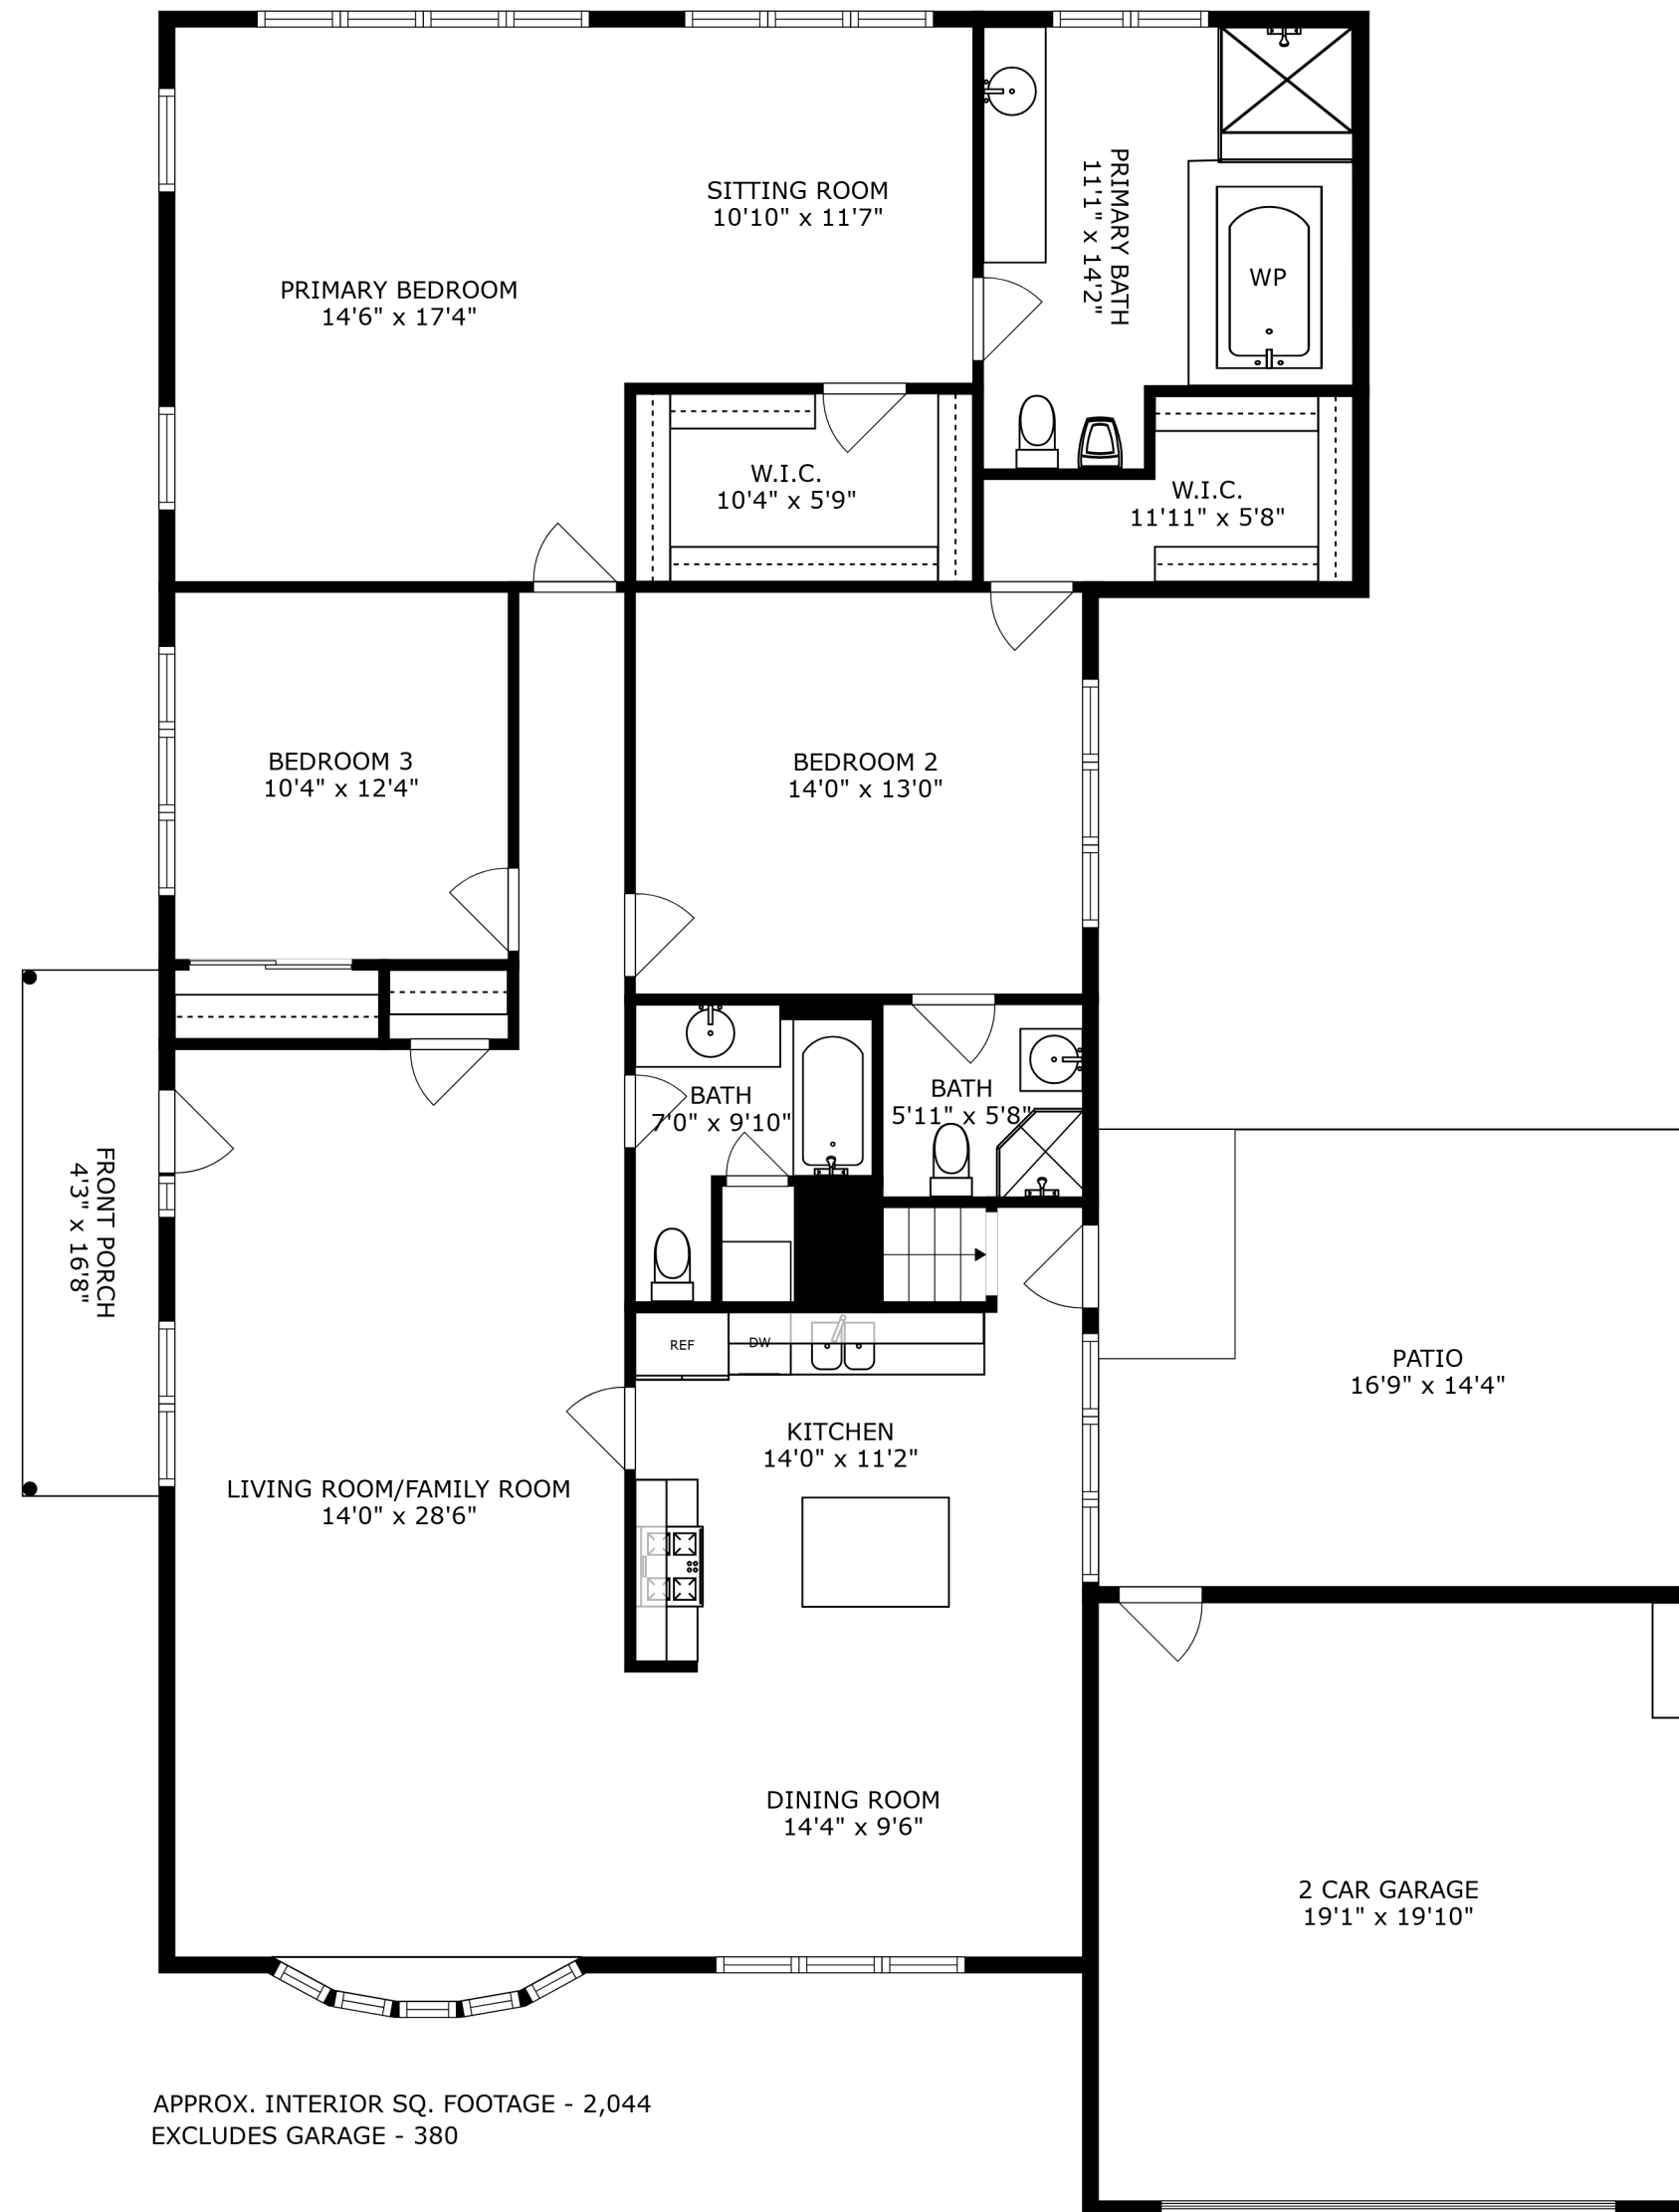 SITTING ROOM
10'10" x 11'7"
PRIMARY BATH
11'1" x 14'2"
WP
PRIMARY BEDROOM
14'6" x 17'4"
W.I.C.
10'4" x 5'9"
W.I.C.
11'11" x 5'8"
BEDROOM 3
10'4" x 12'4"
BEDROOM 2
14'0" x 13'0"
BATH
7'0" x 9'10"
BATH
5'11" x 5'8"
FRONT PORCH
4'3" x 16'8"
REF
DW
PATIO
16'9" x 14'4"
KITCHEN
14'0" x 11'2"
LIVING ROOM/FAMILY ROOM
14'0" x 28'6"
DINING ROOM
14'4" x 9'6"
2 CAR GARAGE
19'1" x 19'10"
APPROX. INTERIOR SQ. FOOTAGE - 2,044
EXCLUDES GARAGE - 380